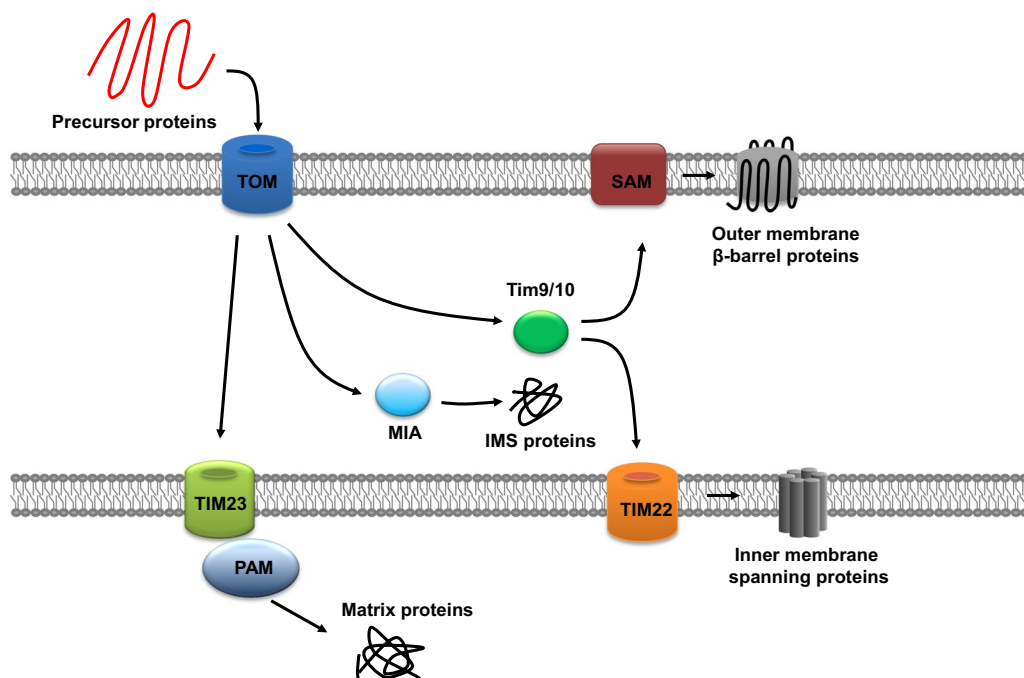 Precursor proteins
TOM
SAM
Outer membrane
β-barrel proteins
Tim9/10
MIA
IMS proteins
TIM23
TIM22
PAM
Inner membrane
spanning proteins
Matrix proteins